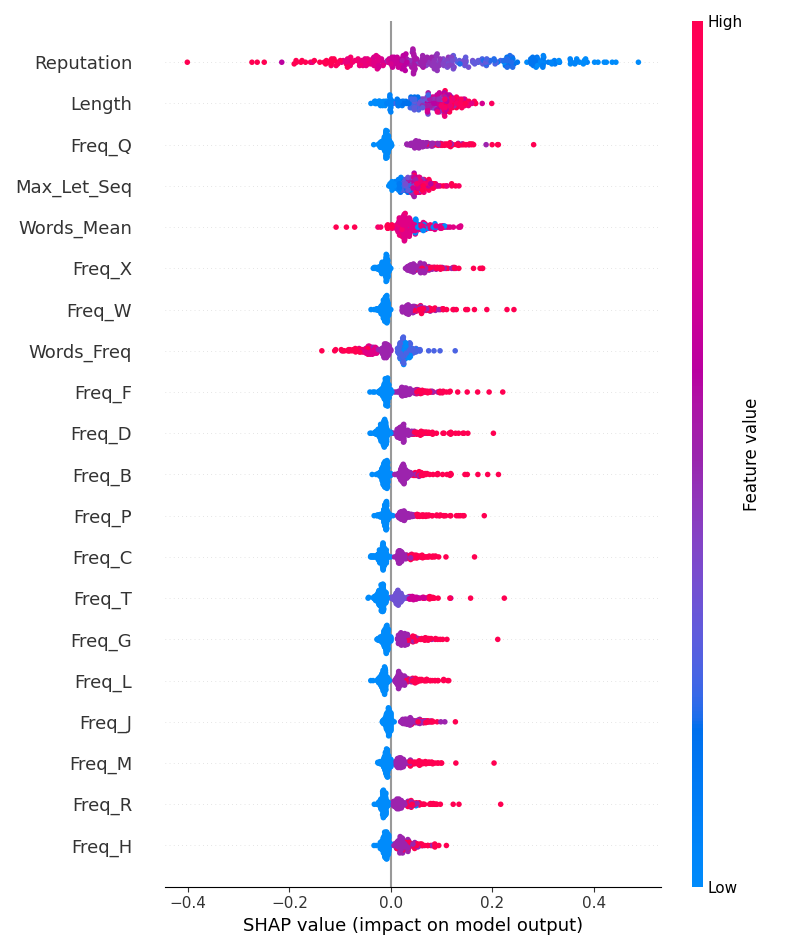 High
Reputation
Length
Freq_Q
Max_Let_Seq
Words_Mean
Freq_X
Freq_W
Words_Freq
Freq_F
Freq_D
Freq_B
Freq_P
Freq_C
Freq_T
Freq_G
Freq_L
Freq_J
Freq_M
Freq_R
Freq_H
Feature value
Low
−0.4 −0.2 0.0 0.2 0.4
SHAP value (impact on model output)